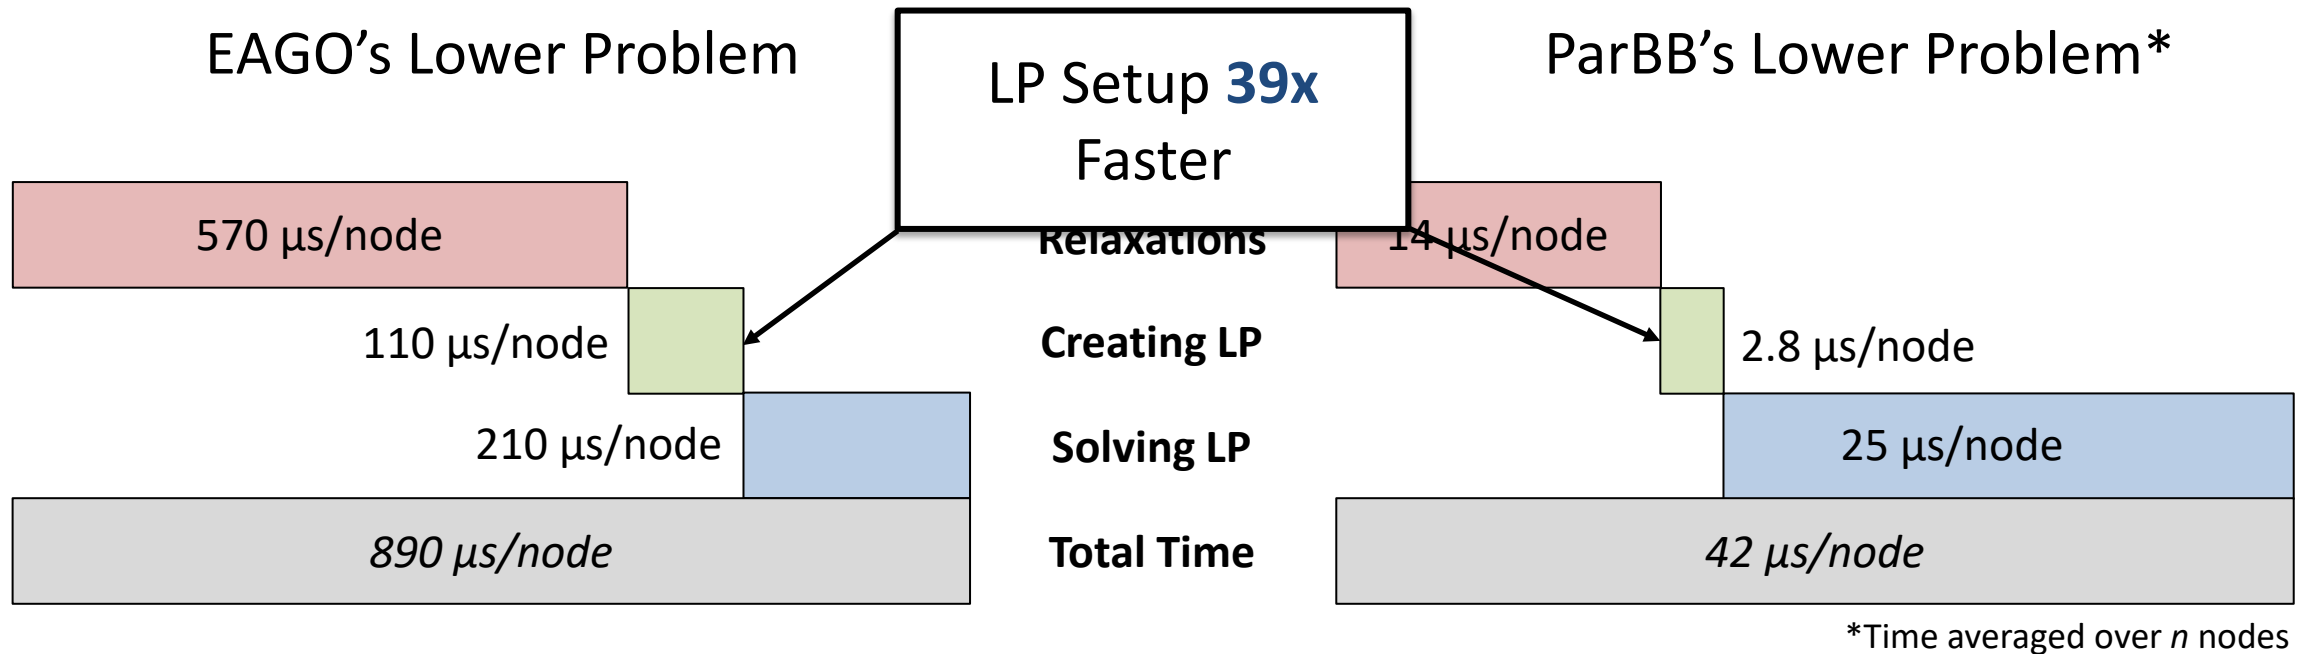 EAGO’s Lower Problem
LP Setup 39x
Faster
ParBB’s Lower Problem*
570 µs/node
Relaxations
14 µs/node
110 µs/node
Creating LP
2.8 µs/node
210 µs/node
Solving LP
25 µs/node
890 µs/node
Total Time
42 µs/node
*Time averaged over n nodes